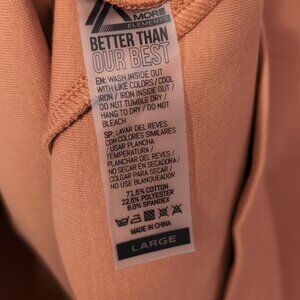 MORE
ELEMENTS
BETTER THAN
OUR BEST
EN: WASH INSIDE OUT
WITH LIKE COLORS / COOL
IRON / IRON INSIDE OUT /
DO NOT TUMBLE DRY /
HANG TO DRY / DO NOT
BLEACH
SP: LAVAR DEL REVES
CON COLORES SIMILARES
/ USAR PLANCHA
TEMPERATURA /
PLANCHAR DEL REVES /
NO SECAR EN SECADORA/
COLGAR PARA SECAR /
NO USE BLANQUEADOR
71.5% COTTON
22.5% POLYESTER
6.0% SPANDEX
MADE IN CHINA
LARGE